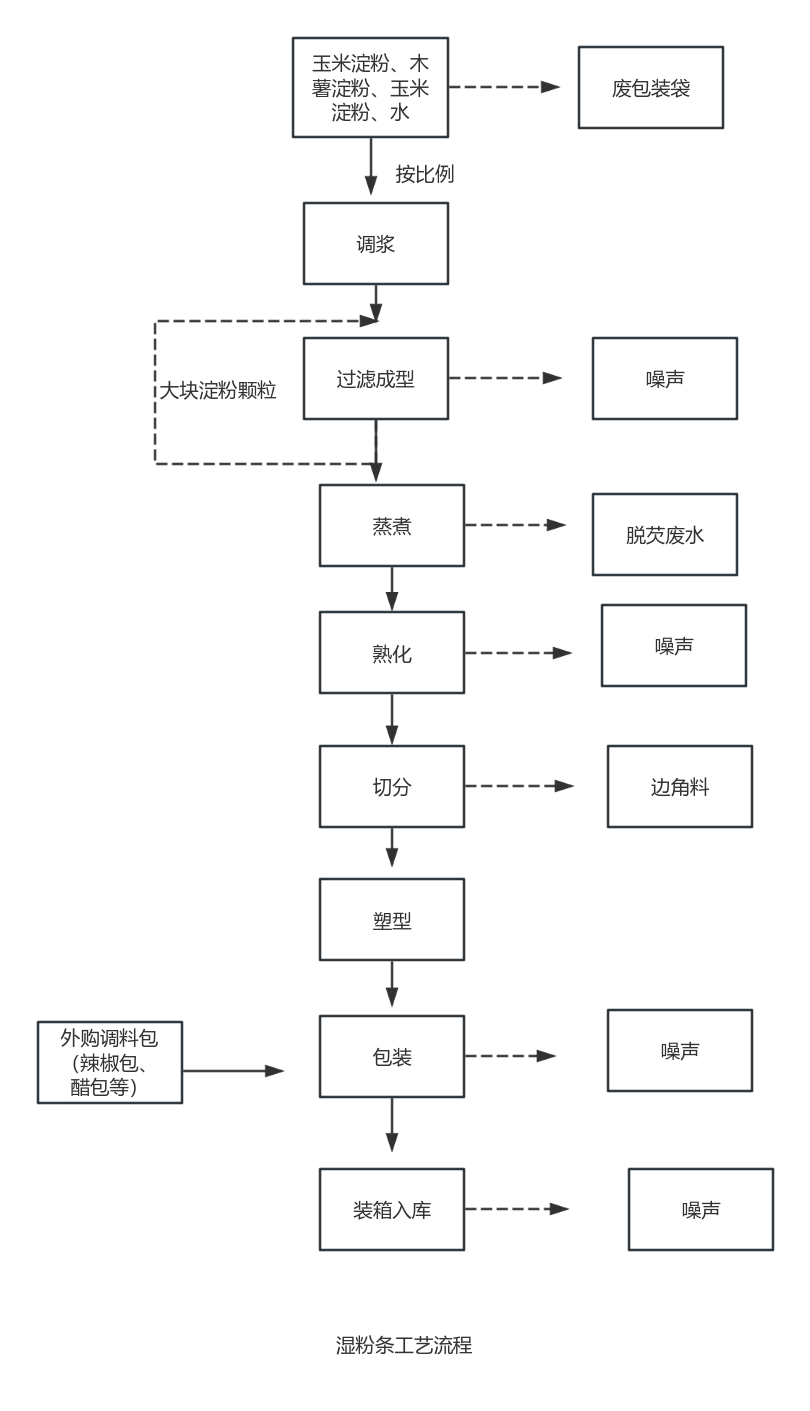 玉米淀粉、木
薯淀粉、玉米
淀粉、水
废包装袋
按比例
调浆
大块淀粉颗粒
过滤成型
噪声
蒸煮
脱芡废水
熟化
噪声
切分
边角料
塑型
外购调料包
（辣椒包、
醋包等）
包装
噪声
装箱入库
噪声
湿粉条工艺流程